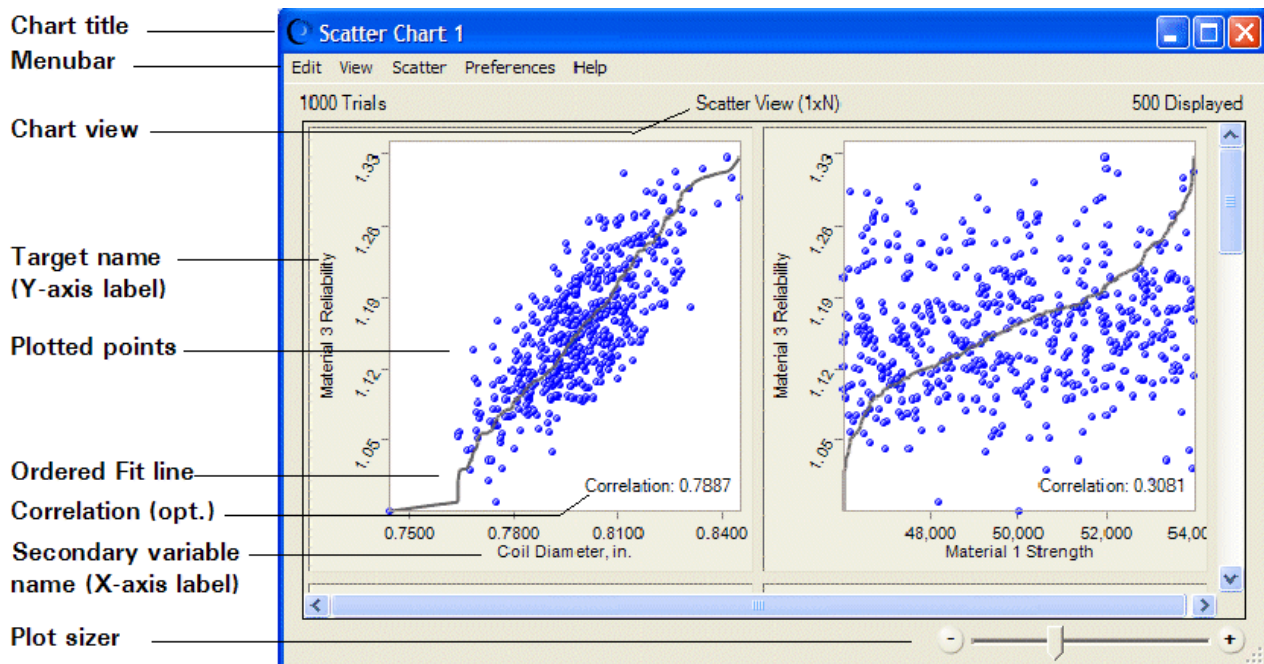 Chart title
Scatter Chart 1
Menubar
Edit View Scatter Preferences Help
1000 Trials
Scatter View (1xN)
500 Displayed
Chart view
Target name
(Y-axis label)
Plotted points
Ordered Fit line
Correlation (opt.)
Secondary variable
name (X-axis label)
Plot sizer
Material 3 Reliability
1.33
1.26
1.19
1.12
1.05
Correlation: 0.7887
0.7500 0.7800 0.8100 0.8400
Coil Diameter, in.
Material 3 Reliability
1.33
1.26
1.19
1.12
1.05
Correlation: 0.3081
48,000 50,000 52,000 54,00
Material 1 Strength